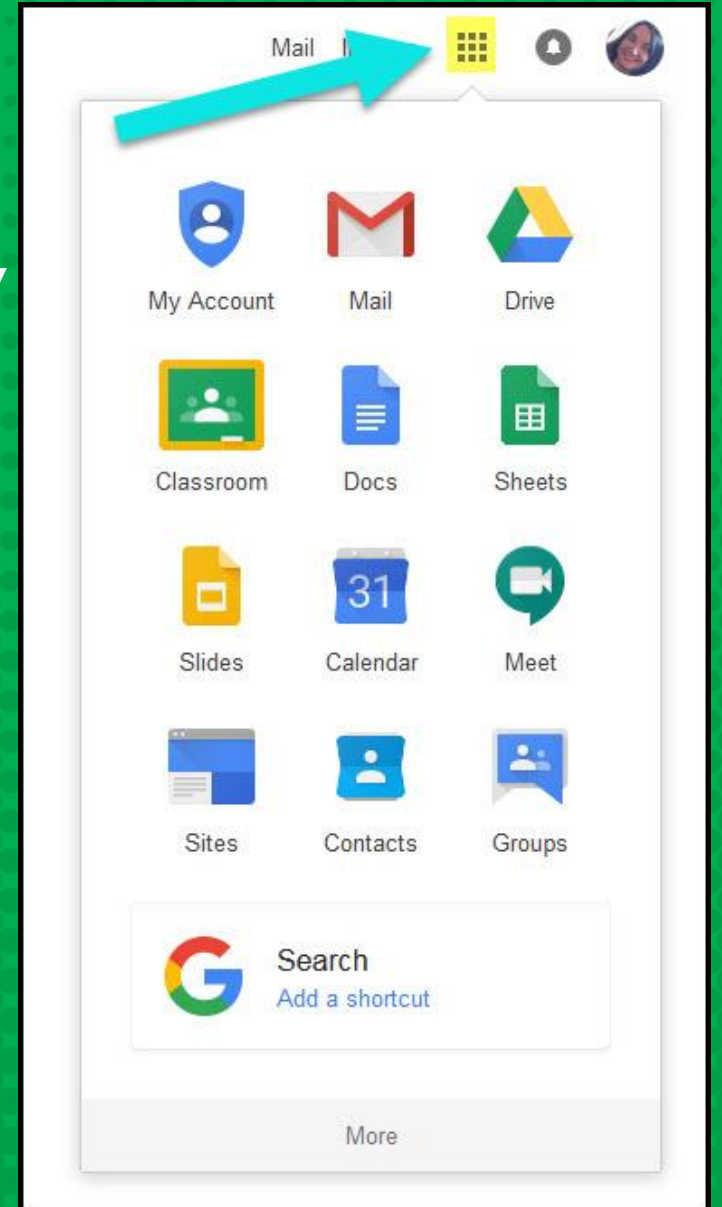 Mail
My Account Mail Drive
Classroom Docs Sheets
31
Slides Calendar Meet
Sites Contacts Groups
Search
Add a shortcut
More